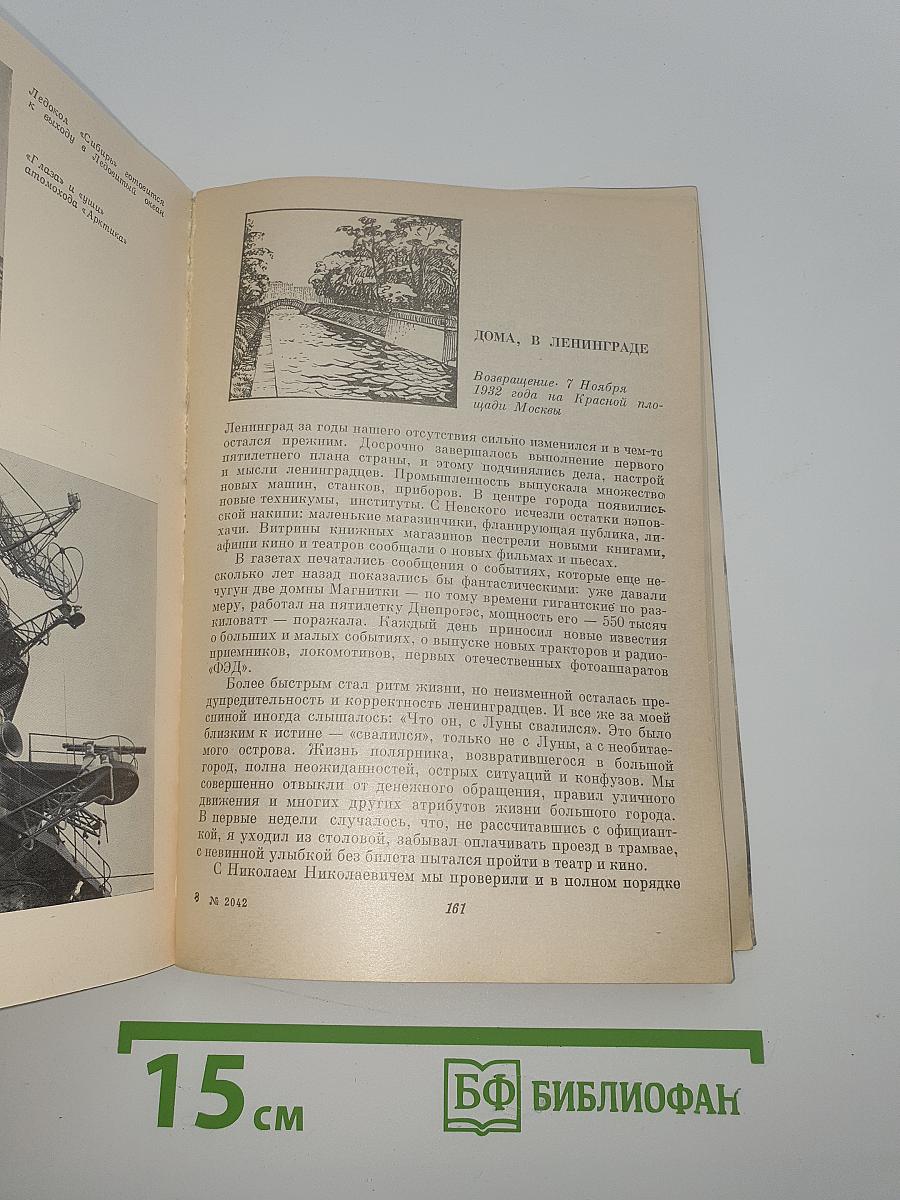 Ледокол «Сибирь» готовится
к выходу в Ледовитый океан
«Глаза» и «уши»
атомохода «Арктика»
ДОМА, В ЛЕНИНГРАДЕ
Возвращение. 7 Ноября
1932 года на Красной пло-
щади Москвы
Ленинград за годы нашего отсутствия сильно изменился и в чем-то
остался прежним. Досрочно завершалось выполнение первого
пятилетнего плана страны, и этому подчинялись дела, настрой
и мысли ленинградцев. Промышленность выпускала множество
новых машин, станков, приборов. В центре города появились
новые техникумы, институты. С Невского исчезли остатки нэпов-
ской накипи: маленькие магазинчики, фланирующая публика, ли-
хачи. Витрины книжных магазинов пестрели новыми книгами,
афиши кино и театров сообщали о новых фильмах и пьесах.
В газетах печатались сообщения о событиях, которые еще не-
сколько лет назад показались бы фантастическими: уже давали
чугун две домны Магнитки — по тому времени гигантские по раз-
меру, работал на пятилетку Днепрогэс, мощность его — 550 тысяч
киловатт — поражала. Каждый день приносил новые известия
о больших и малых событиях, о выпуске новых тракторов и радио-
приемников, локомотивов, первых отечественных фотоаппаратов
«ФЭД».
Более быстрым стал ритм жизни, но неизменной осталась пре-
дупредительность и корректность ленинградцев. И все же за моей
спиной иногда слышалось: «Что он, с Луны свалился». Это было
близким к истине — «свалился», только не с Луны, а с необитае-
мого острова. Жизнь полярника, возвратившегося в большой
город, полна неожиданностей, острых ситуаций и конфузов. Мы
совершенно отвыкли от денежного обращения, правил уличного
движения и многих других атрибутов жизни большого города.
В первые недели случалось, что, не рассчитавшись с официант-
кой, я уходил из столовой, забывал оплачивать проезд в трамвае,
с невинной улыбкой без билета пытался пройти в театр и кино.
С Николаем Николаевичем мы проверили и в полном порядке
8 № 2042
161
15 см
БФ БИБЛИОФАН